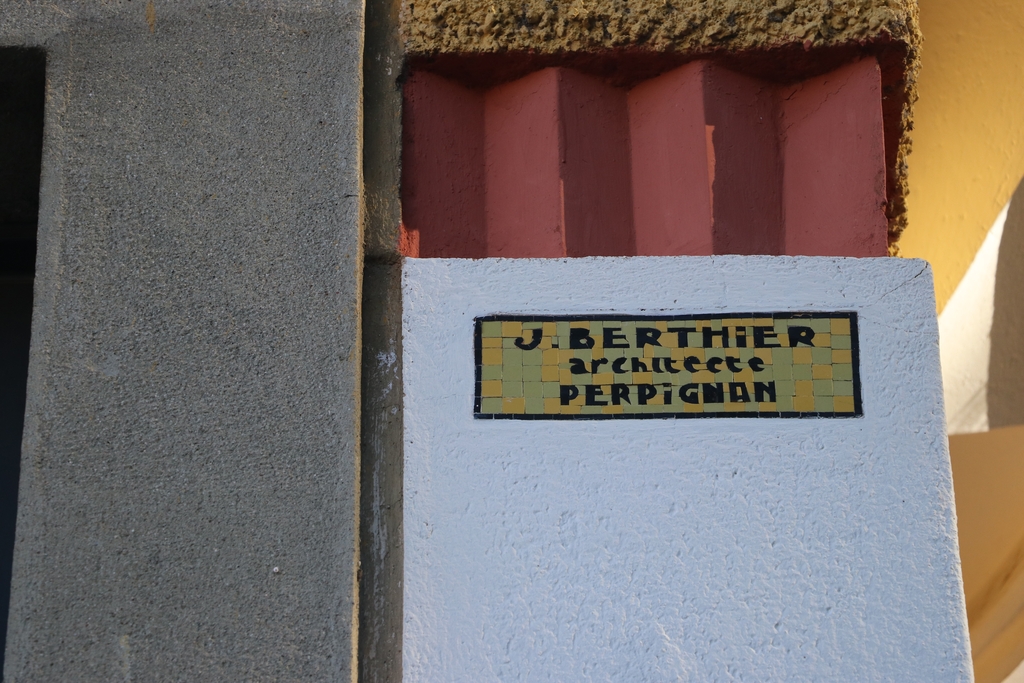 J. BERTHiER
architecte
PERPiGNAN